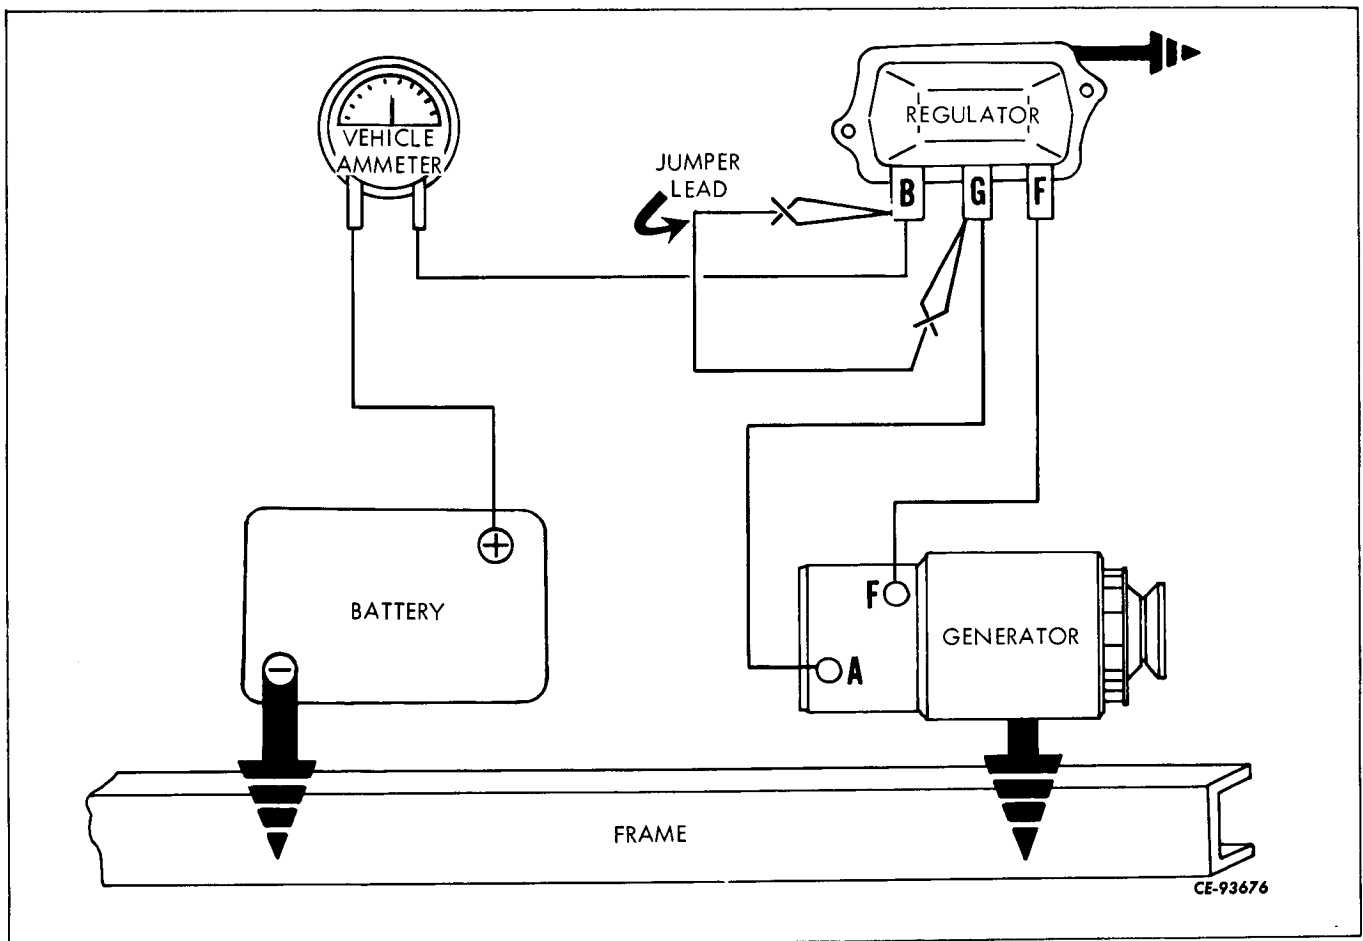 VEHICLE
AMMETER
REGULATOR
JUMPER
LEAD
B
G
F
+
BATTERY
−
F
A
GENERATOR
FRAME
CE-93676